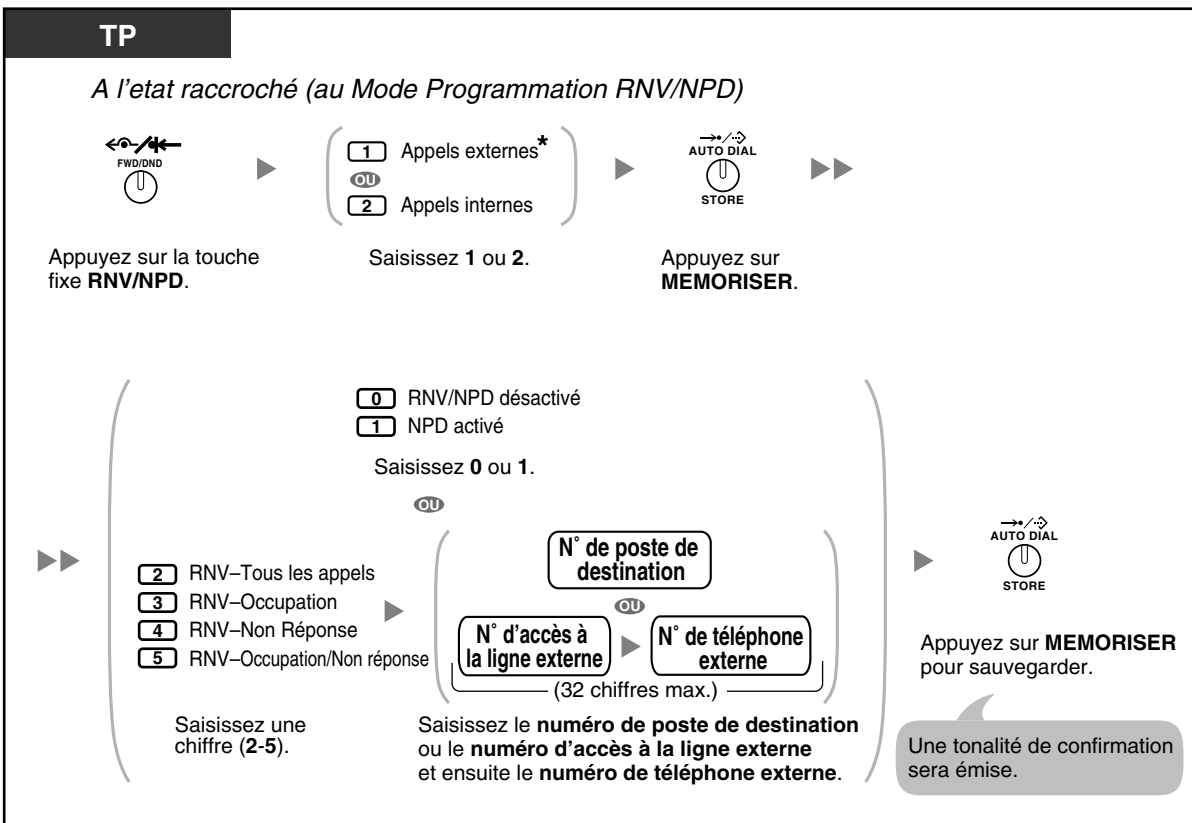 TP
A l'etat raccroché (au Mode Programmation RNV/NPD)
FWD/DND
1 Appels externes*
OU
2 Appels internes
AUTO DIAL
STORE
Appuyez sur la touche
fixe RNV/NPD.
Saisissez 1 ou 2.
Appuyez sur
MEMORISER.
0 RNV/NPD désactivé
1 NPD activé
Saisissez 0 ou 1.
OU
2 RNV–Tous les appels
3 RNV–Occupation
4 RNV–Non Réponse
5 RNV–Occupation/Non réponse
Saisissez une
chiffre (2-5).
N° de poste de
destination
OU
N° d'accès à
la ligne externe
N° de téléphone
externe
(32 chiffres max.)
Saisissez le numéro de poste de destination
ou le numéro d'accès à la ligne externe
et ensuite le numéro de téléphone externe.
AUTO DIAL
STORE
Appuyez sur MEMORISER
pour sauvegarder.
Une tonalité de confirmation
sera émise.